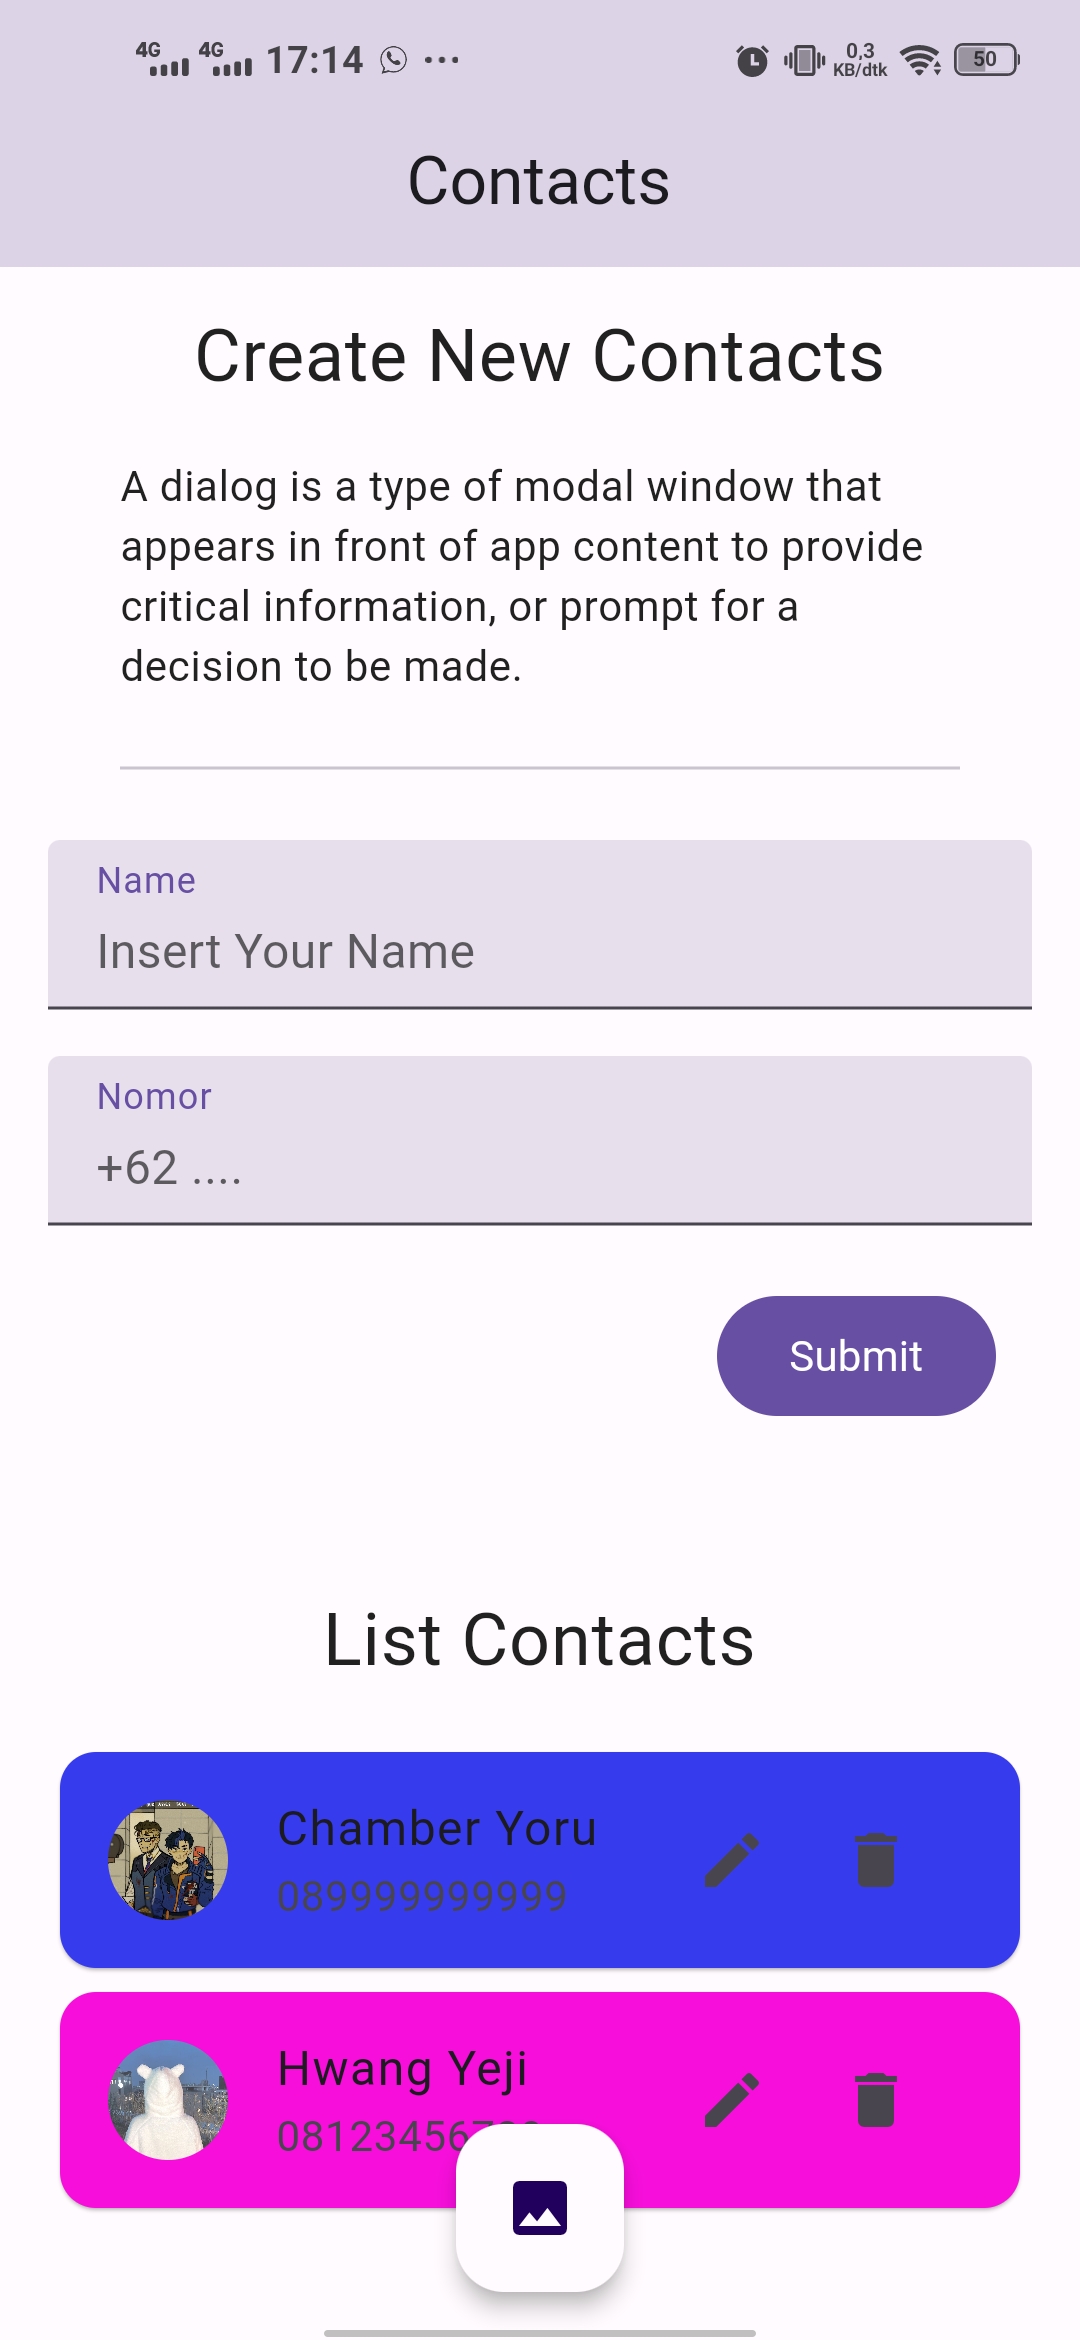 4G 4G 17:14 0,3 KB/dtk 50
Contacts
Create New Contacts
A dialog is a type of modal window that
appears in front of app content to provide
critical information, or prompt for a
decision to be made.
Name
Insert Your Name
Nomor
+62 ....
Submit
List Contacts
Chamber Yoru
089999999999
Hwang Yeji
08123456